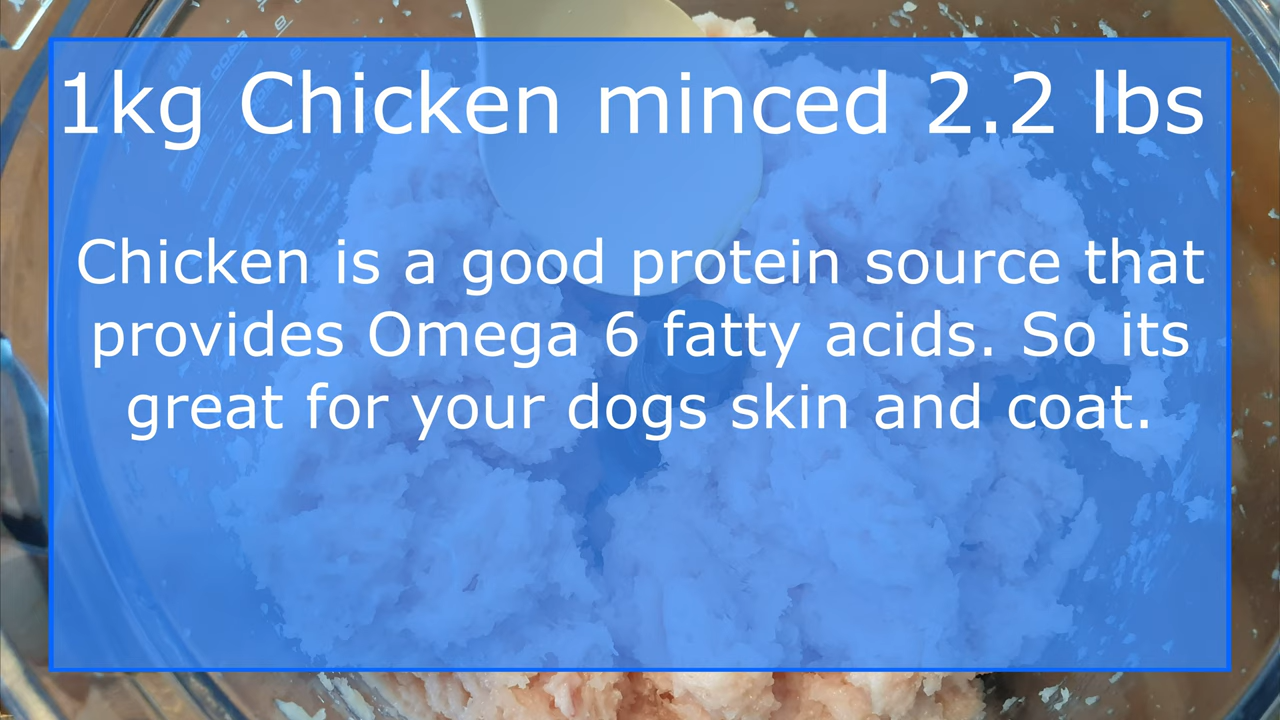 1kg Chicken minced 2.2 lbs
Chicken is a good protein source that
provides Omega 6 fatty acids. So its
great for your dogs skin and coat.